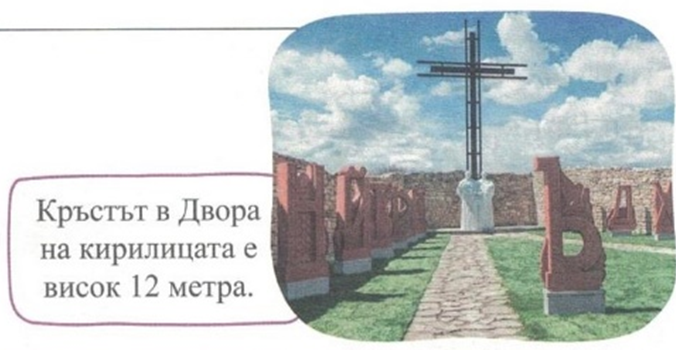 Кръстът в Двора
на кирилицата е
висок 12 метра.
Ъ